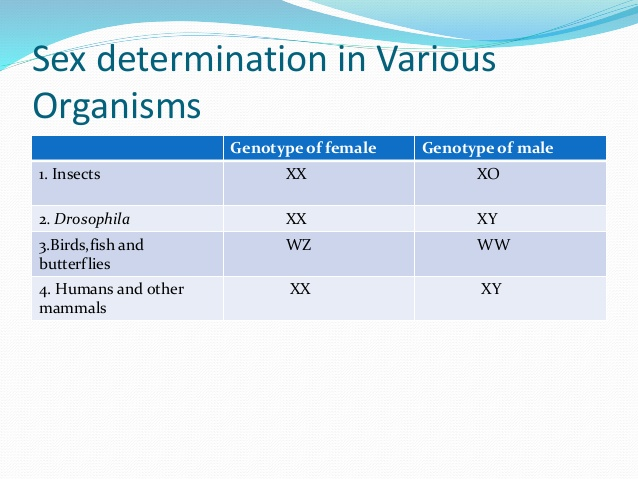 Sex determination in Various
Organisms
Genotype of female Genotype of male
1. Insects XX XO
2. Drosophila XX XY
3.Birds,fish and WZ WW
butterflies
4. Humans and other XX XY
mammals